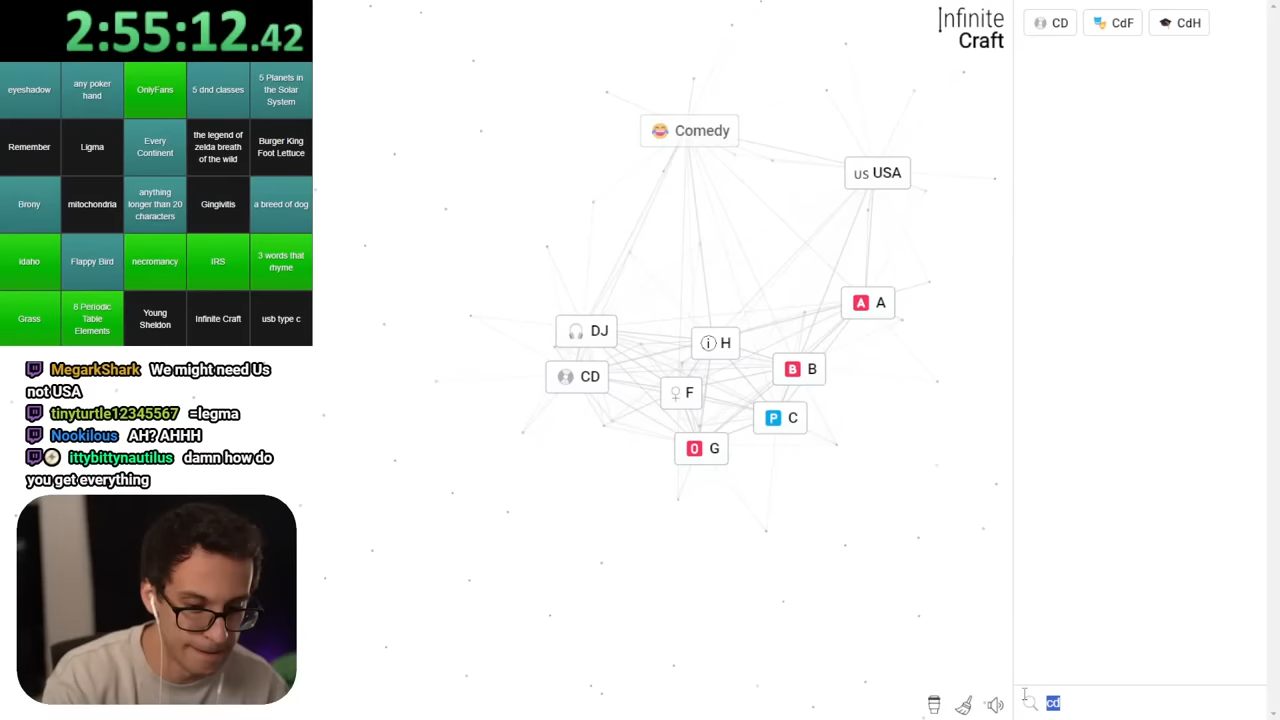 2:55:12.42
eyeshadow
any poker
hand
OnlyFans
5 dnd classes
5 Planets in
the Solar
System
Remember
Ligma
Every
Continent
the legend of
zelda breath
of the wild
Burger King
Foot Lettuce
Brony
mitochondria
anything
longer than 20
characters
Gingivitis
a breed of dog
idaho
Flappy Bird
necromancy
IRS
3 words that
rhyme
Grass
6 Periodic
Table
Elements
Young
Sheldon
Infinite Craft
usb type c
MegarkShark We might need Us
not USA
tinyturtle12345567 =legma
Nookilous AH? AHHH
ittybittynautilus damn how do
you get everything
Infinite
Craft
Comedy
US USA
A A
DJ
H
CD
B B
F
P C
O G
CD
CdF
CdH
cd